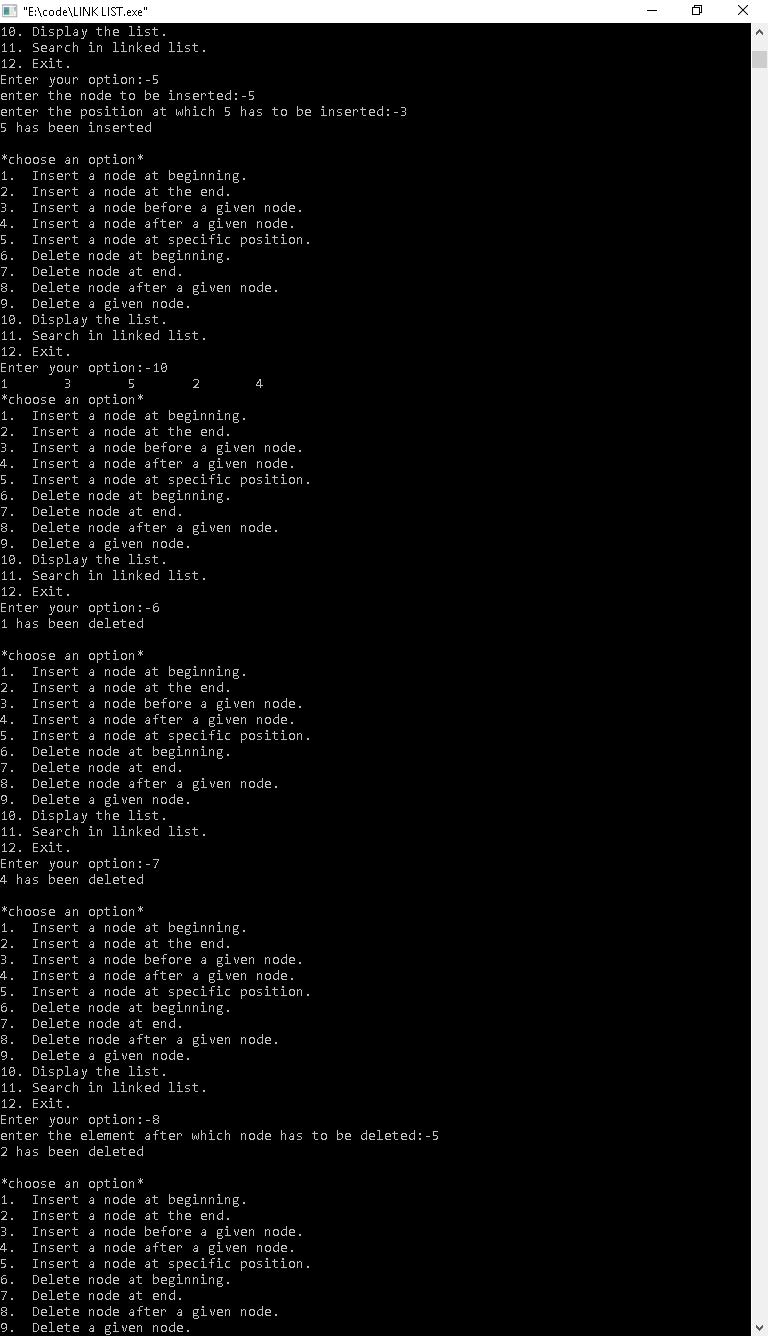 "E:\code\LINK LIST.exe"
10. Display the list.
11. Search in linked list.
12. Exit.
Enter your option:-5
enter the node to be inserted:-5
enter the position at which 5 has to be inserted:-3
5 has been inserted
*choose an option*
1.  Insert a node at beginning.
2.  Insert a node at the end.
3.  Insert a node before a given node.
4.  Insert a node after a given node.
5.  Insert a node at specific position.
6.  Delete node at beginning.
7.  Delete node at end.
8.  Delete node after a given node.
9.  Delete a given node.
10. Display the list.
11. Search in linked list.
12. Exit.
Enter your option:-10
1       3       5       2       4
*choose an option*
1.  Insert a node at beginning.
2.  Insert a node at the end.
3.  Insert a node before a given node.
4.  Insert a node after a given node.
5.  Insert a node at specific position.
6.  Delete node at beginning.
7.  Delete node at end.
8.  Delete node after a given node.
9.  Delete a given node.
10. Display the list.
11. Search in linked list.
12. Exit.
Enter your option:-6
1 has been deleted
*choose an option*
1.  Insert a node at beginning.
2.  Insert a node at the end.
3.  Insert a node before a given node.
4.  Insert a node after a given node.
5.  Insert a node at specific position.
6.  Delete node at beginning.
7.  Delete node at end.
8.  Delete node after a given node.
9.  Delete a given node.
10. Display the list.
11. Search in linked list.
12. Exit.
Enter your option:-7
4 has been deleted
*choose an option*
1.  Insert a node at beginning.
2.  Insert a node at the end.
3.  Insert a node before a given node.
4.  Insert a node after a given node.
5.  Insert a node at specific position.
6.  Delete node at beginning.
7.  Delete node at end.
8.  Delete node after a given node.
9.  Delete a given node.
10. Display the list.
11. Search in linked list.
12. Exit.
Enter your option:-8
enter the element after which node has to be deleted:-5
2 has been deleted
*choose an option*
1.  Insert a node at beginning.
2.  Insert a node at the end.
3.  Insert a node before a given node.
4.  Insert a node after a given node.
5.  Insert a node at specific position.
6.  Delete node at beginning.
7.  Delete node at end.
8.  Delete node after a given node.
9.  Delete a given node.